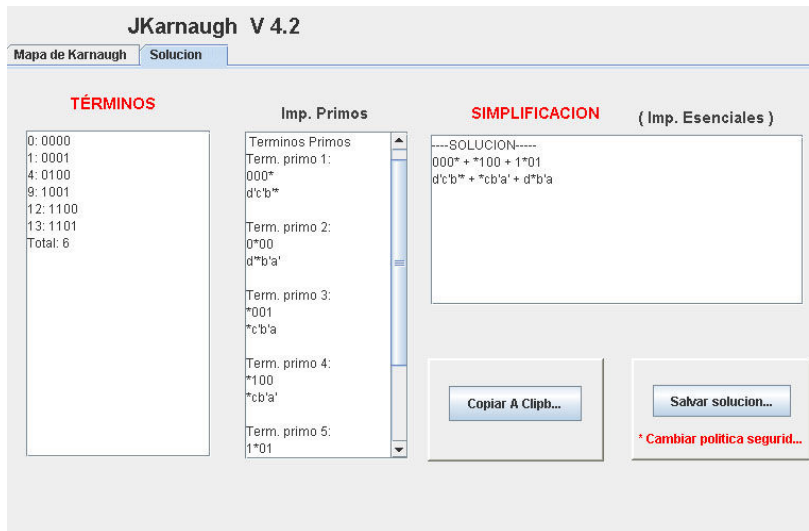 JKarnaugh V 4.2
Mapa de Karnaugh
Solucion
TÉRMINOS
0: 0000
1: 0001
4: 0100
9: 1001
12: 1100
13: 1101
Total: 6
Imp. Primos
Terminos Primos
Term. primo 1:
000*
d'c'b'*
Term. primo 2:
0*00
d'*b'a'
Term. primo 3:
*001
*c'b'a
Term. primo 4:
*100
*cb'a'
Term. primo 5:
1*01
SIMPLIFICACION
( Imp. Esenciales )
----SOLUCION-----
000* + *100 + 1*01
d'c'b'* + *cb'a' + d*b'a
Copiar A Clipb...
Salvar solucion...
* Cambiar politica segurid...